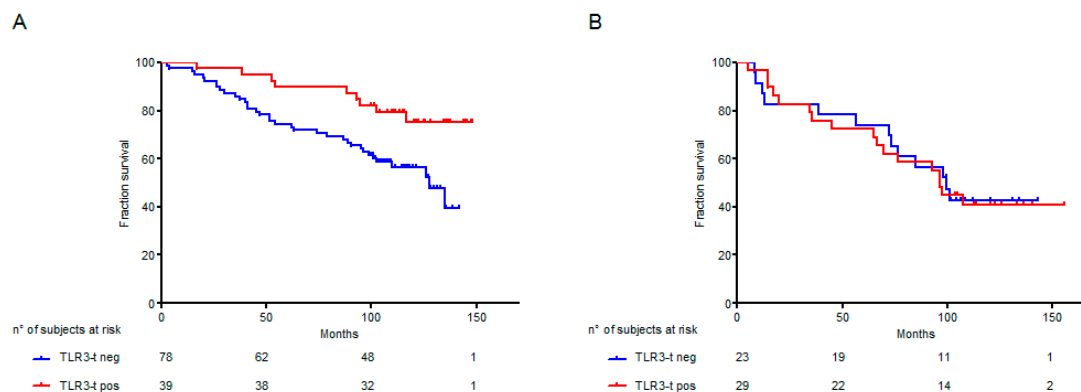 A
B
100
80
60
40
20
0
Fraction survival
0
50
100
150
Months
100
80
60
40
20
0
Fraction survival
0
50
100
150
Months
n° of subjects at risk
TLR3-t neg 78 62 48 1
TLR3-t pos 39 38 32 1
n° of subjects at risk
TLR3-t neg 23 19 11 1
TLR3-t pos 29 22 14 2